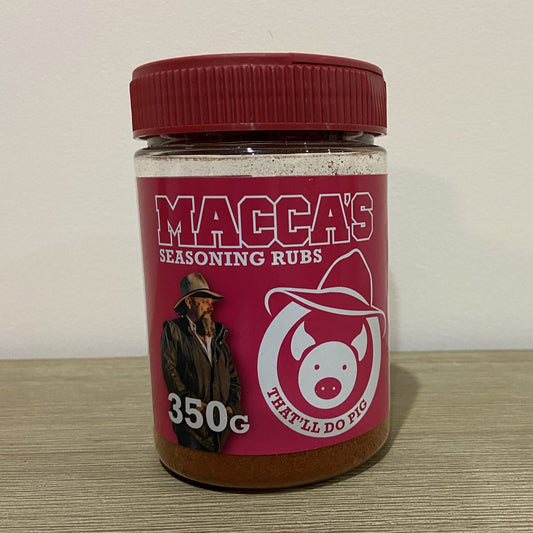 MACCA'S
SEASONING RUBS
350G
THAT'LL DO PIG